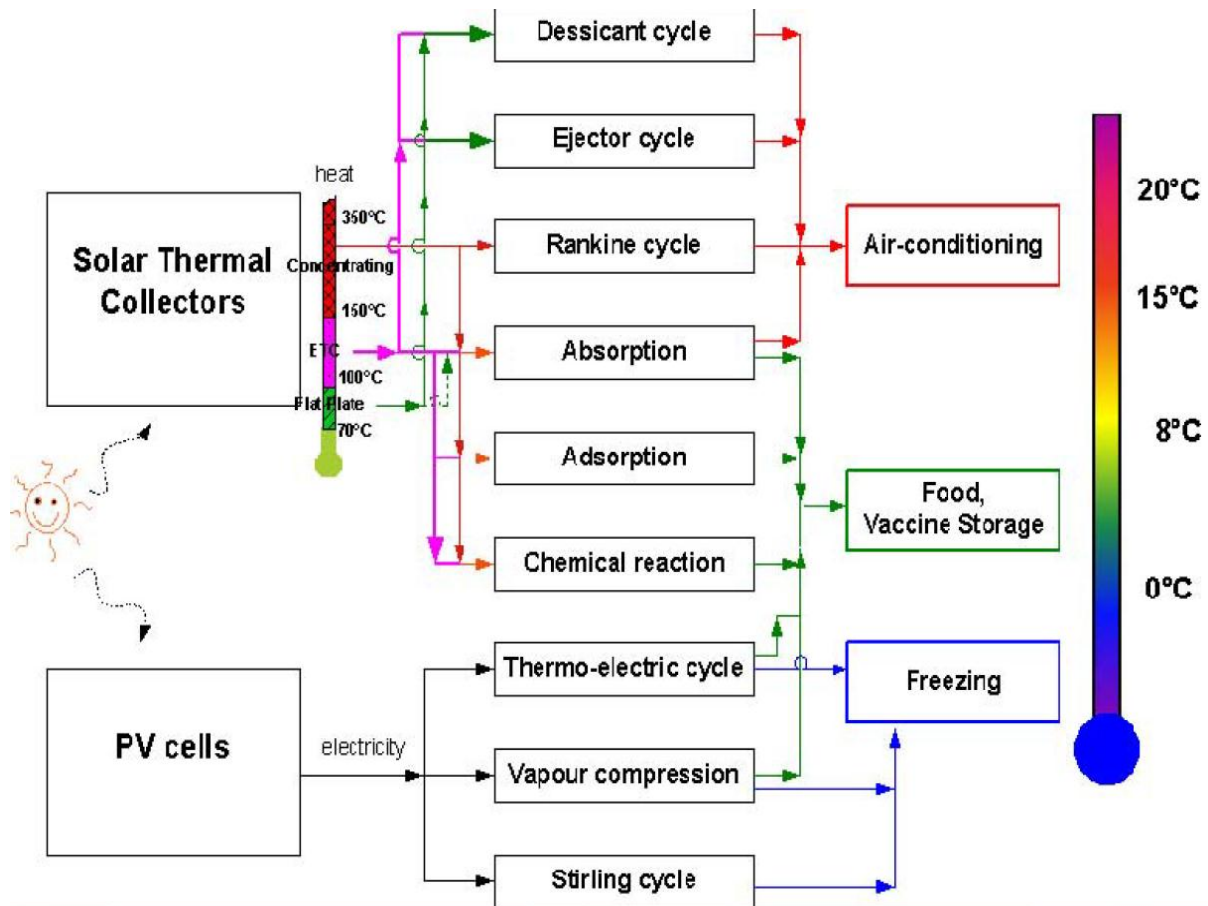 Dessicant cycle
Ejector cycle
heat
350°C
Solar Thermal
Collectors
Concentrating
150°C
ETC
100°C
Flat-Plate
70°C
Rankine cycle
Absorption
Adsorption
Chemical reaction
Air-conditioning
20°C
15°C
8°C
0°C
Food,
Vaccine Storage
PV cells
electricity
Thermo-electric cycle
Vapour compression
Stirling cycle
Freezing